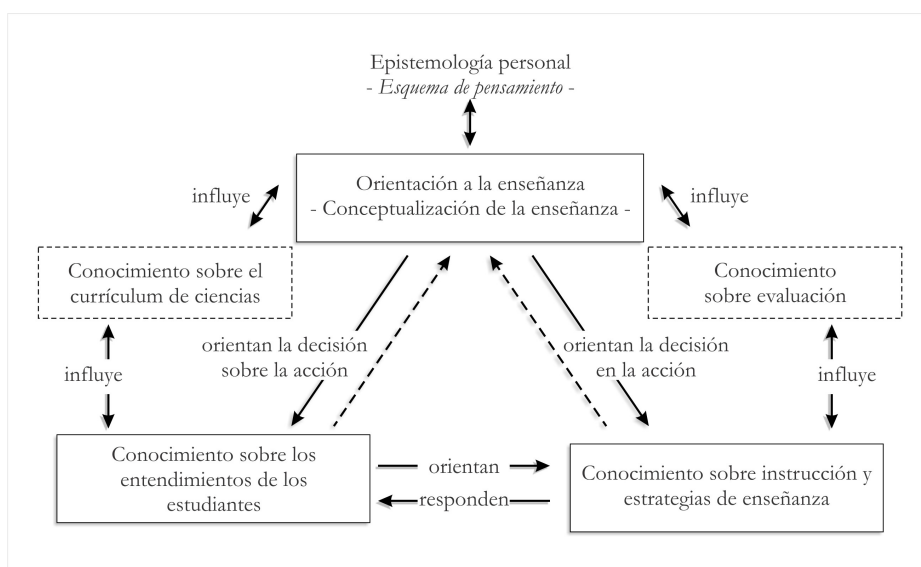 Epistemología personal
- Esquema de pensamiento -
Orientación a la enseñanza
- Conceptualización de la enseñanza -
influye
influye
Conocimiento sobre el
currículum de ciencias
Conocimiento
sobre evaluación
orientan la decisión
sobre la acción
orientan la decisión
en la acción
influye
influye
Conocimiento sobre los
entendimientos de los
estudiantes
orientan
responden
Conocimiento sobre instrucción y
estrategias de enseñanza